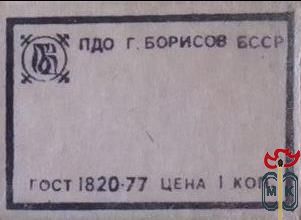 ПДО Г. БОРИСОВ БССР
ГОСТ 1820-77 ЦЕНА 1 КОП
М К